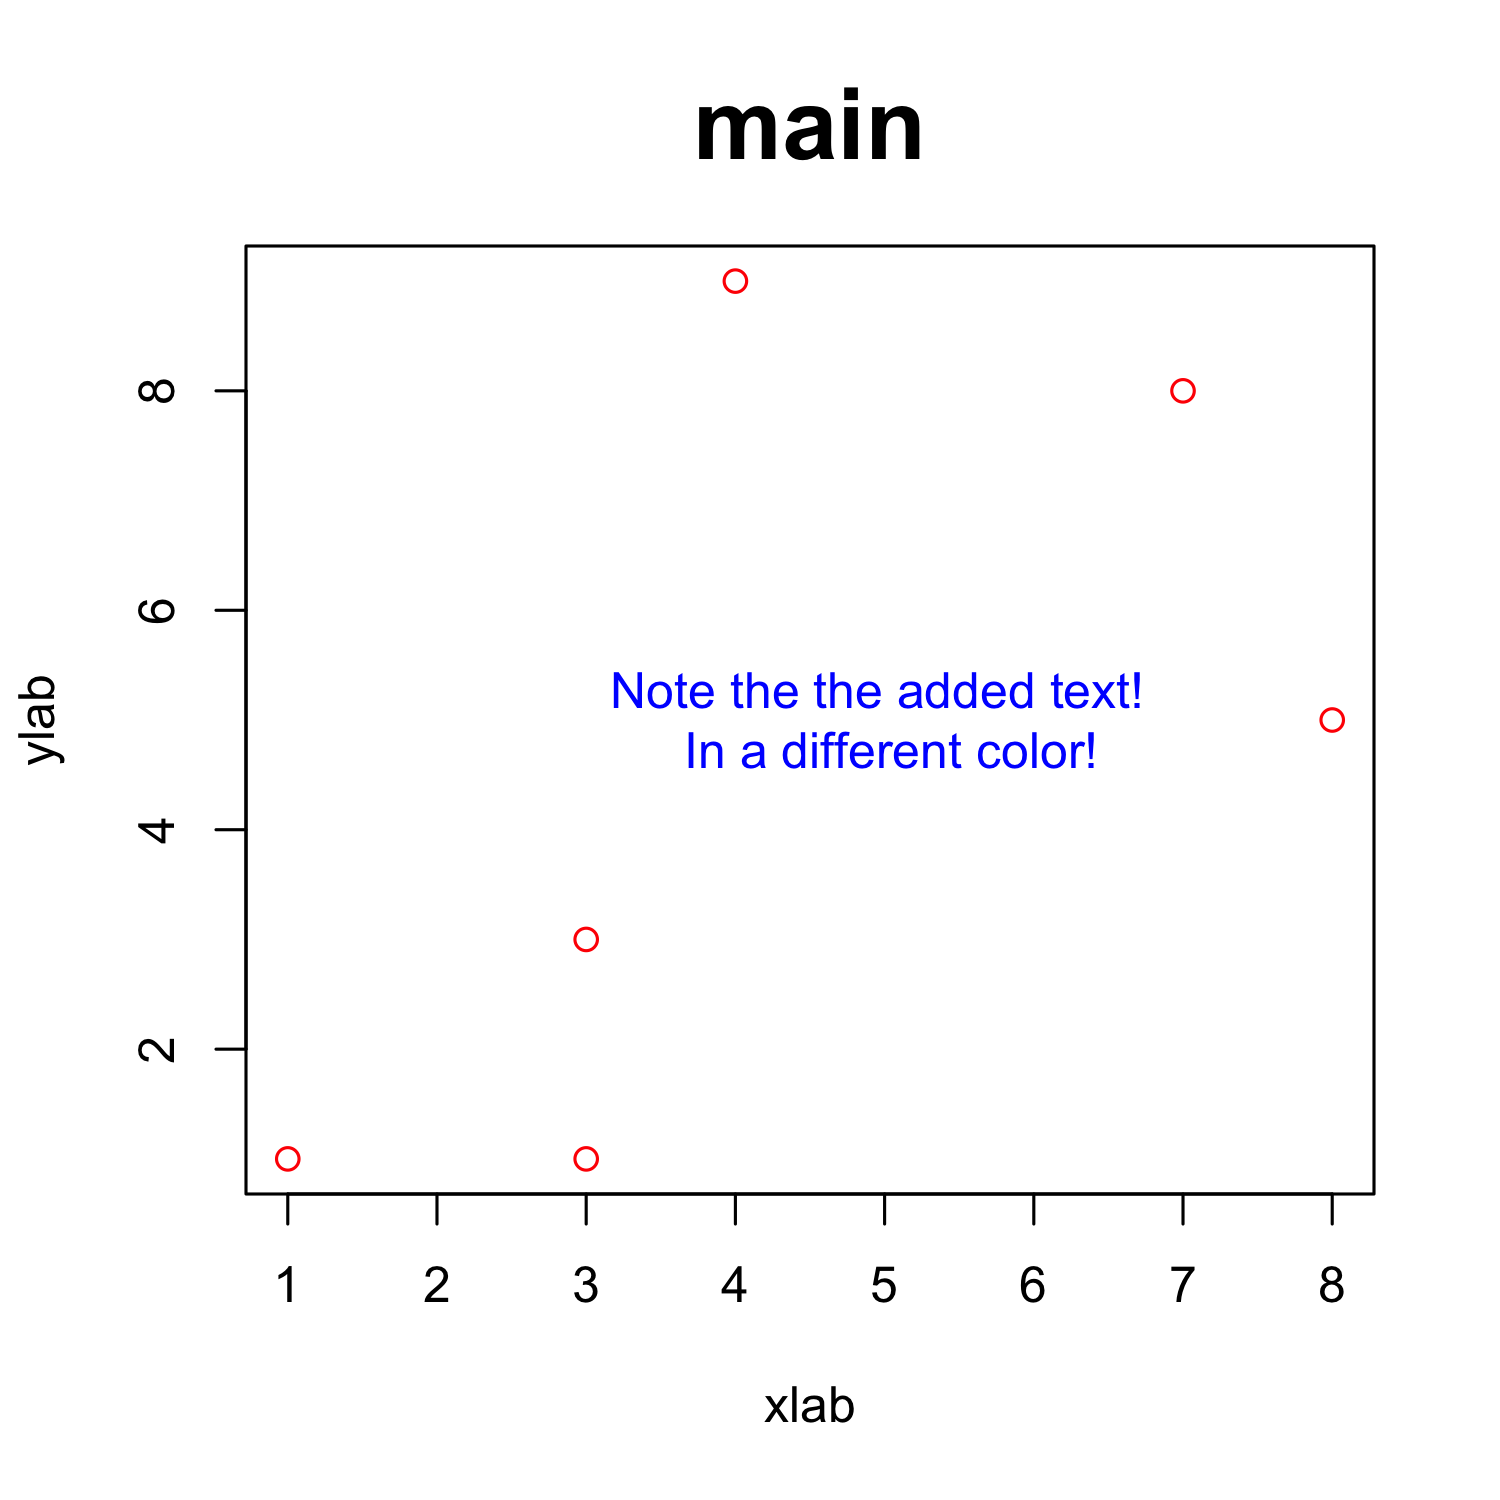 main
8
6
4
2
ylab
Note the the added text!
In a different color!
1 2 3 4 5 6 7 8
xlab